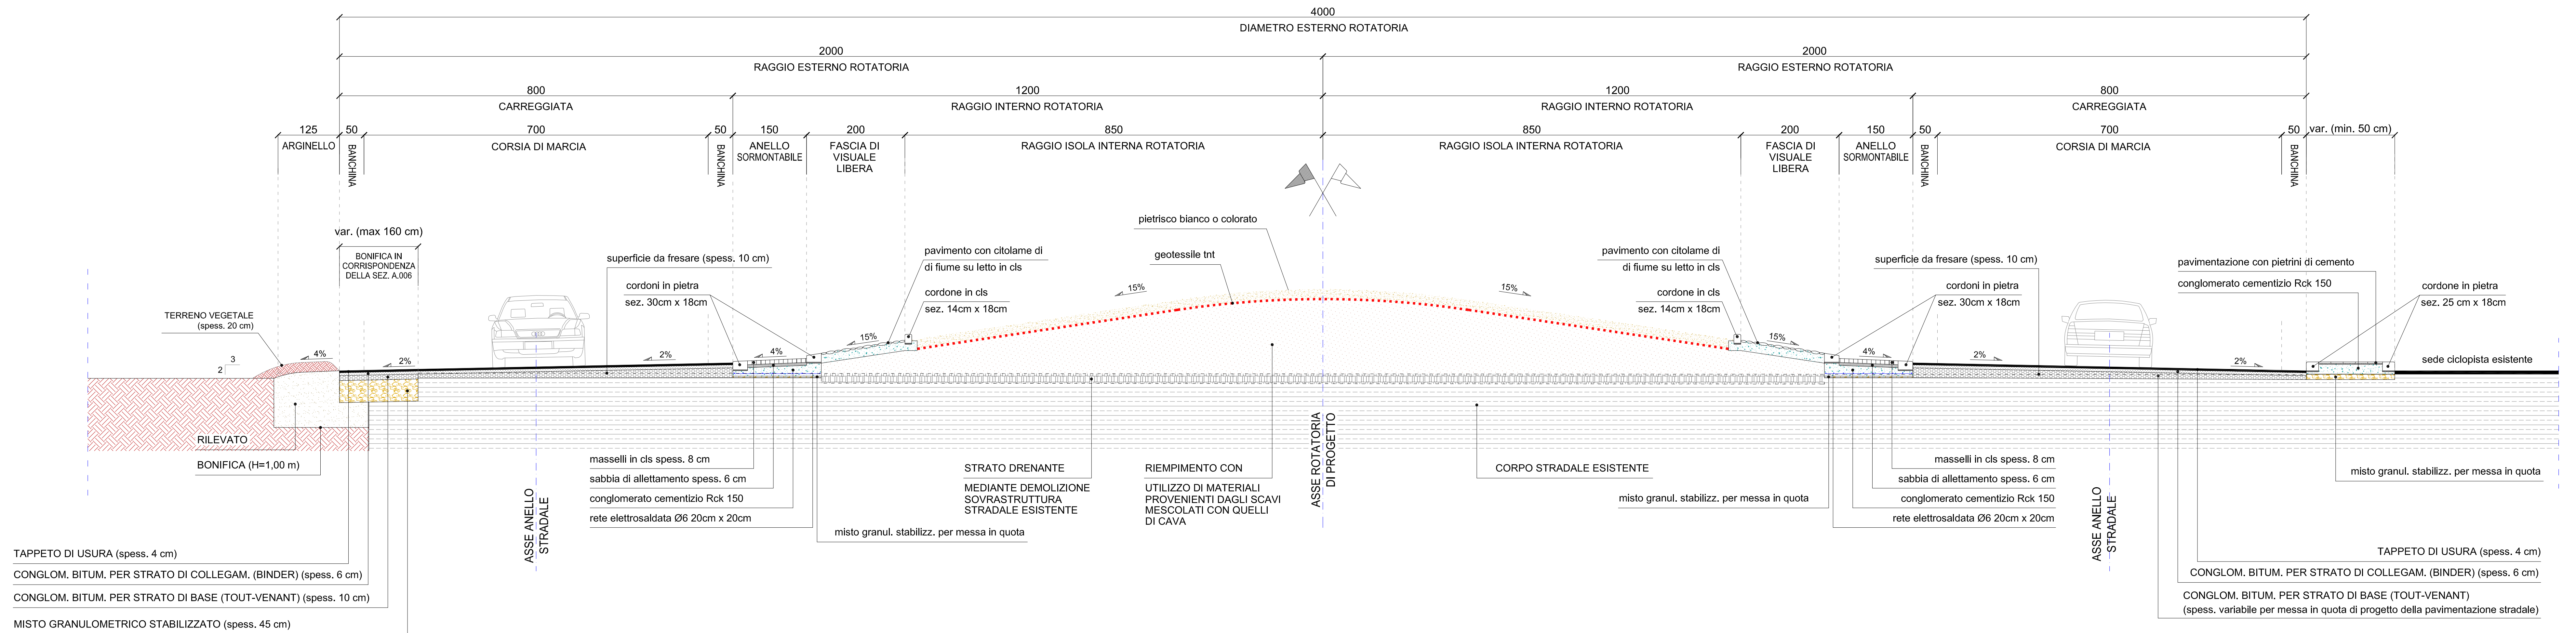 4000
DIAMETRO ESTERNO ROTATORIA
2000
2000
RAGGIO ESTERNO ROTATORIA
RAGGIO ESTERNO ROTATORIA
800
1200
1200
800
CARREGGIATA
RAGGIO INTERNO ROTATORIA
RAGGIO INTERNO ROTATORIA
CARREGGIATA
125
50
700
50
150
200
850
850
200
150
50
700
50
var. (min. 50 cm)
ARGINELLO
BANCHINA
CORSIA DI MARCIA
BANCHINA
ANELLO
SORMONTABILE
FASCIA DI
VISUALE
LIBERA
RAGGIO ISOLA INTERNA ROTATORIA
RAGGIO ISOLA INTERNA ROTATORIA
FASCIA DI
VISUALE
LIBERA
ANELLO
SORMONTABILE
BANCHINA
CORSIA DI MARCIA
BANCHINA
var. (max 160 cm)
BONIFICA IN
CORRISPONDENZA
DELLA SEZ. A.006
superficie da fresare (spess. 10 cm)
cordoni in pietra
sez. 30cm x 18cm
pavimento con citolame di
di fiume su letto in cls
cordone in cls
sez. 14cm x 18cm
pietrisco bianco o colorato
geotessile tnt
15%
15%
pavimento con citolame di
di fiume su letto in cls
cordone in cls
sez. 14cm x 18cm
superficie da fresare (spess. 10 cm)
cordoni in pietra
sez. 30cm x 18cm
pavimentazione con pietrini di cemento
conglomerato cementizio Rck 150
cordone in pietra
sez. 25 cm x 18cm
sede ciclopista esistente
TERRENO VEGETALE
(spess. 20 cm)
3
2
4%
2%
2%
4%
15%
15%
4%
2%
2%
RILEVATO
BONIFICA (H=1,00 m)
masselli in cls spess. 8 cm
sabbia di allettamento spess. 6 cm
conglomerato cementizio Rck 150
rete elettrosaldata Ø6 20cm x 20cm
misto granul. stabilizz. per messa in quota
STRATO DRENANTE
MEDIANTE DEMOLIZIONE
SOVRASTRUTTURA
STRADALE ESISTENTE
RIEMPIMENTO CON
UTILIZZO DI MATERIALI
PROVENIENTI DAGLI SCAVI
MESCOLATI CON QUELLI
DI CAVA
ASSE ROTATORIA
DI PROGETTO
CORPO STRADALE ESISTENTE
misto granul. stabilizz. per messa in quota
masselli in cls spess. 8 cm
sabbia di allettamento spess. 6 cm
conglomerato cementizio Rck 150
rete elettrosaldata Ø6 20cm x 20cm
misto granul. stabilizz. per messa in quota
ASSE ANELLO
STRADALE
ASSE ANELLO
STRADALE
TAPPETO DI USURA (spess. 4 cm)
CONGLOM. BITUM. PER STRATO DI COLLEGAM. (BINDER) (spess. 6 cm)
CONGLOM. BITUM. PER STRATO DI BASE (TOUT-VENANT) (spess. 10 cm)
MISTO GRANULOMETRICO STABILIZZATO (spess. 45 cm)
TAPPETO DI USURA (spess. 4 cm)
CONGLOM. BITUM. PER STRATO DI COLLEGAM. (BINDER) (spess. 6 cm)
CONGLOM. BITUM. PER STRATO DI BASE (TOUT-VENANT)
(spess. variabile per messa in quota di progetto della pavimentazione stradale)